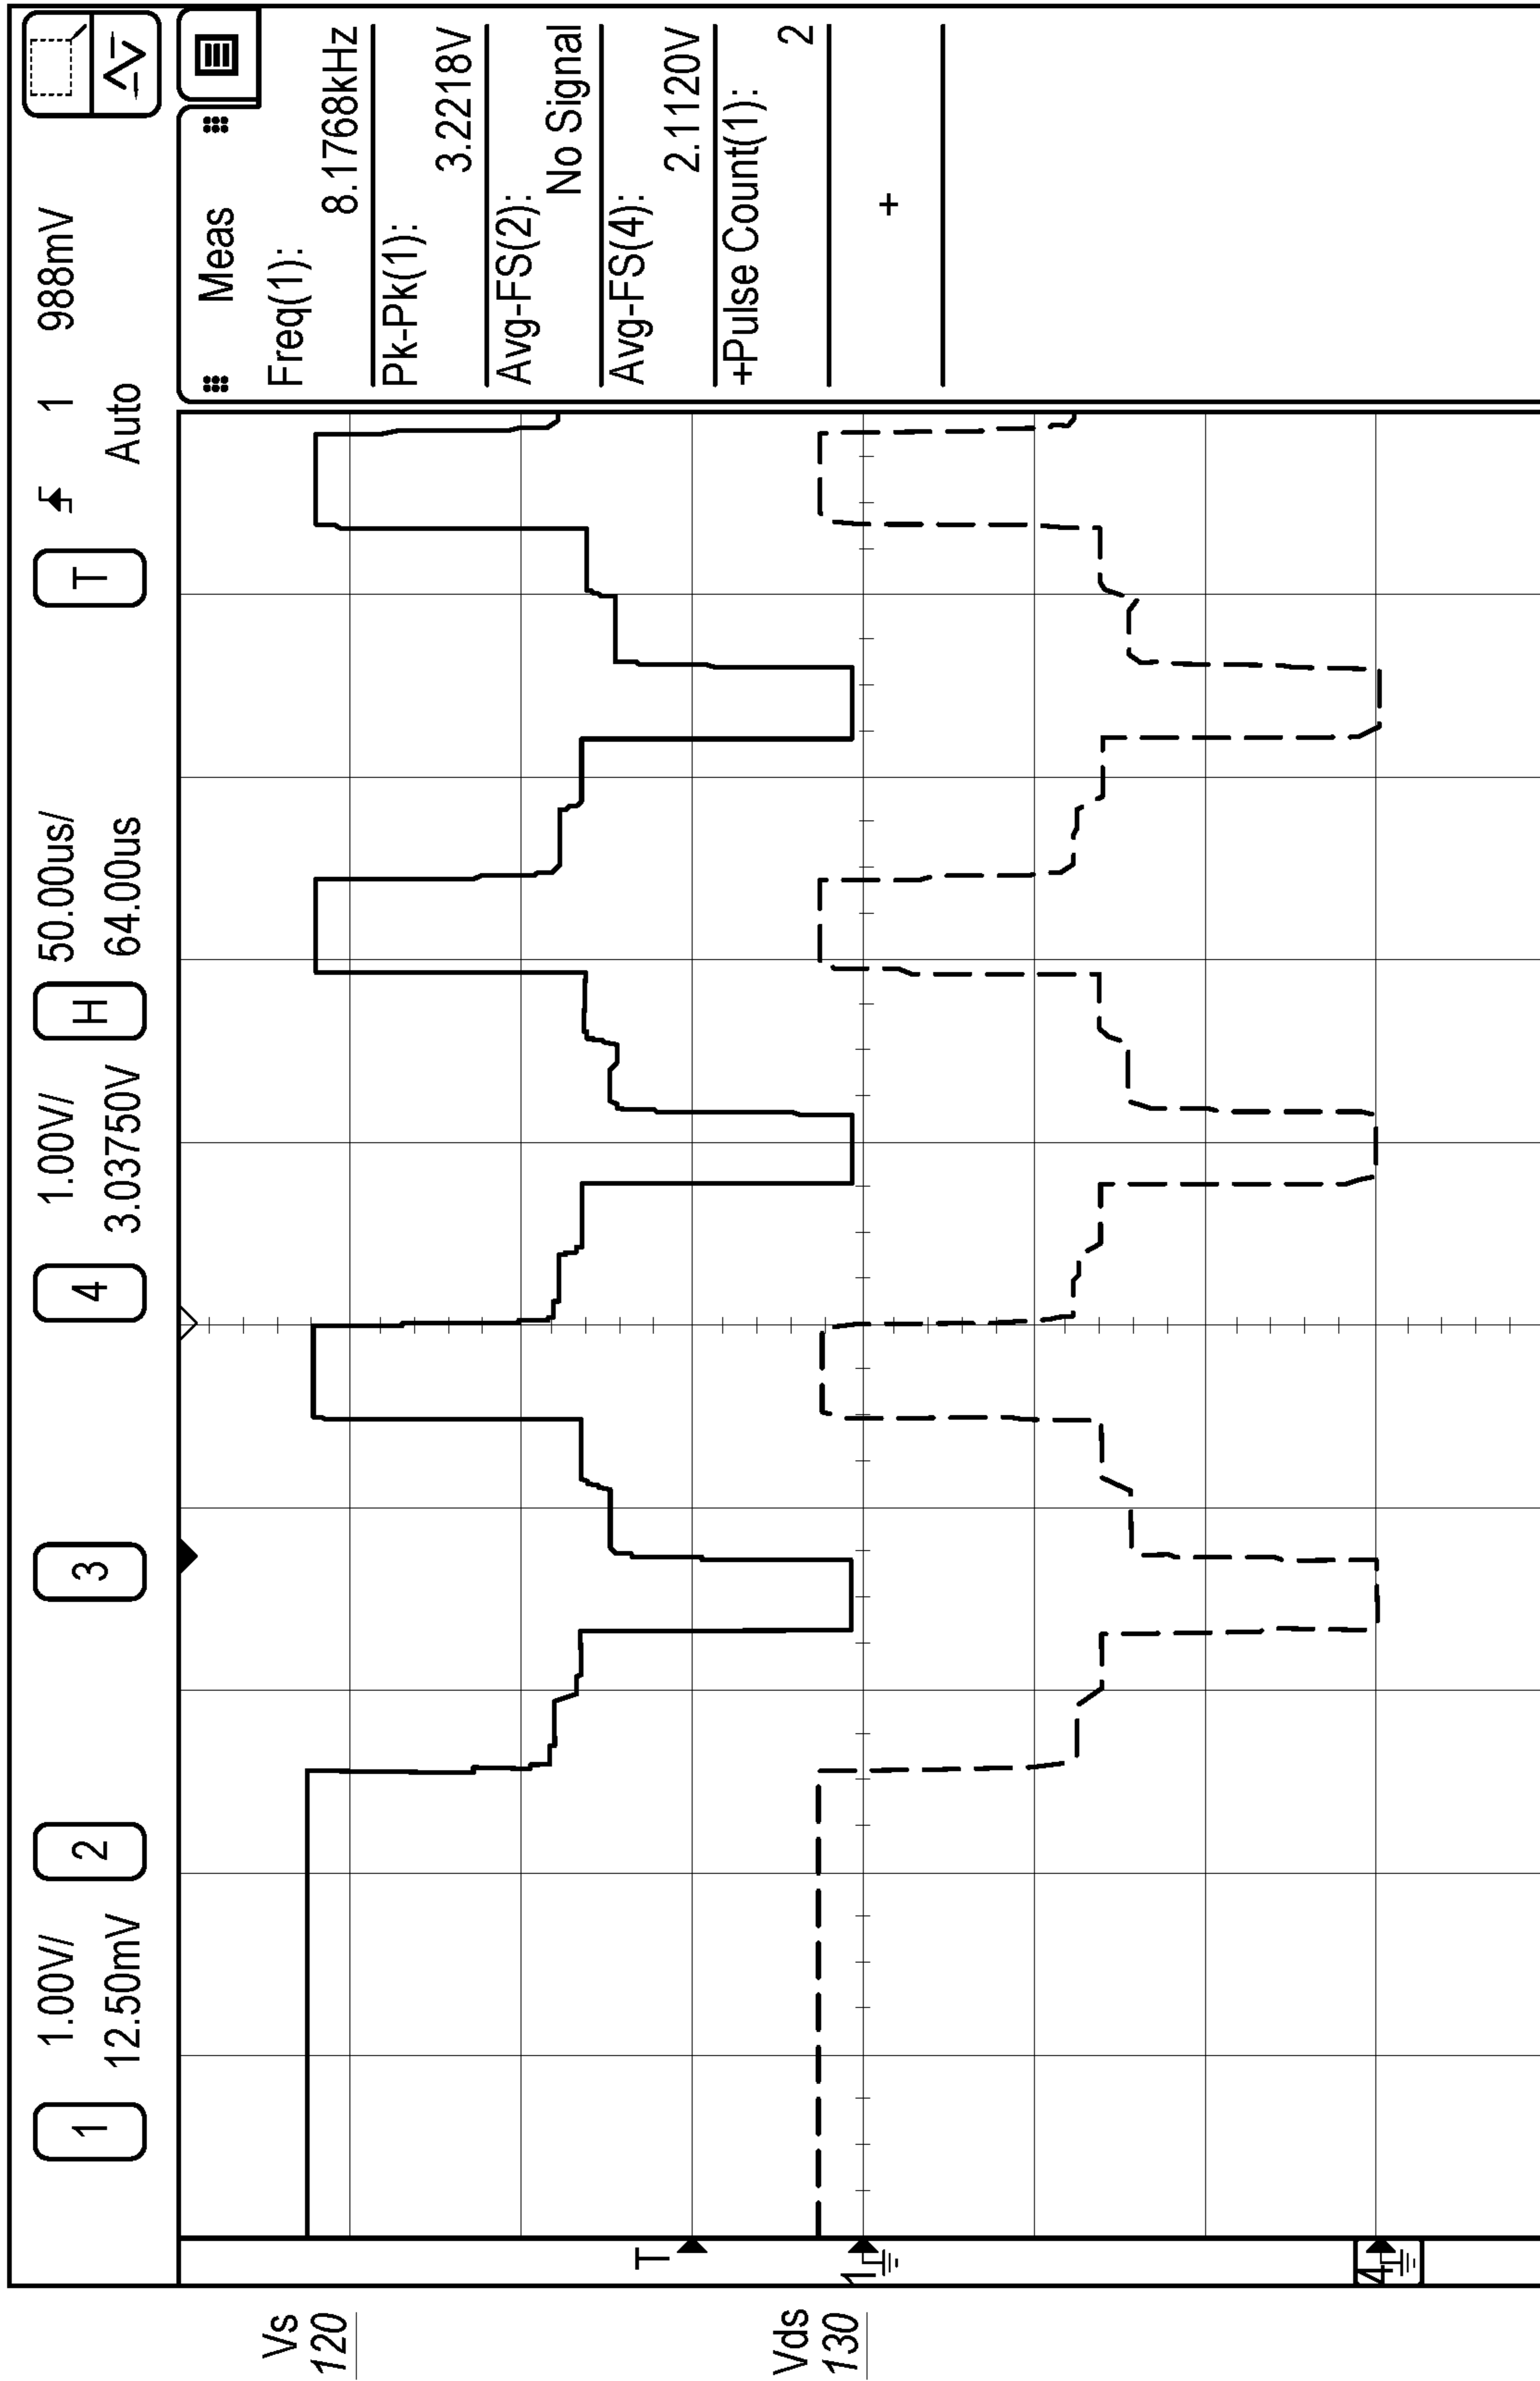 1 1.00V/ 2 3 4 1.00V/ H 50.00us/ T 1 988mV
12.50mV 3.03750V 64.00us Auto
Meas
Freq(1):
8.1768kHz
Pk-Pk(1):
3.2218V
Avg-FS(2):
No Signal
Avg-FS(4):
2.1120V
+Pulse Count(1):
2
+
Vs
120
T
Vds
130
1
4